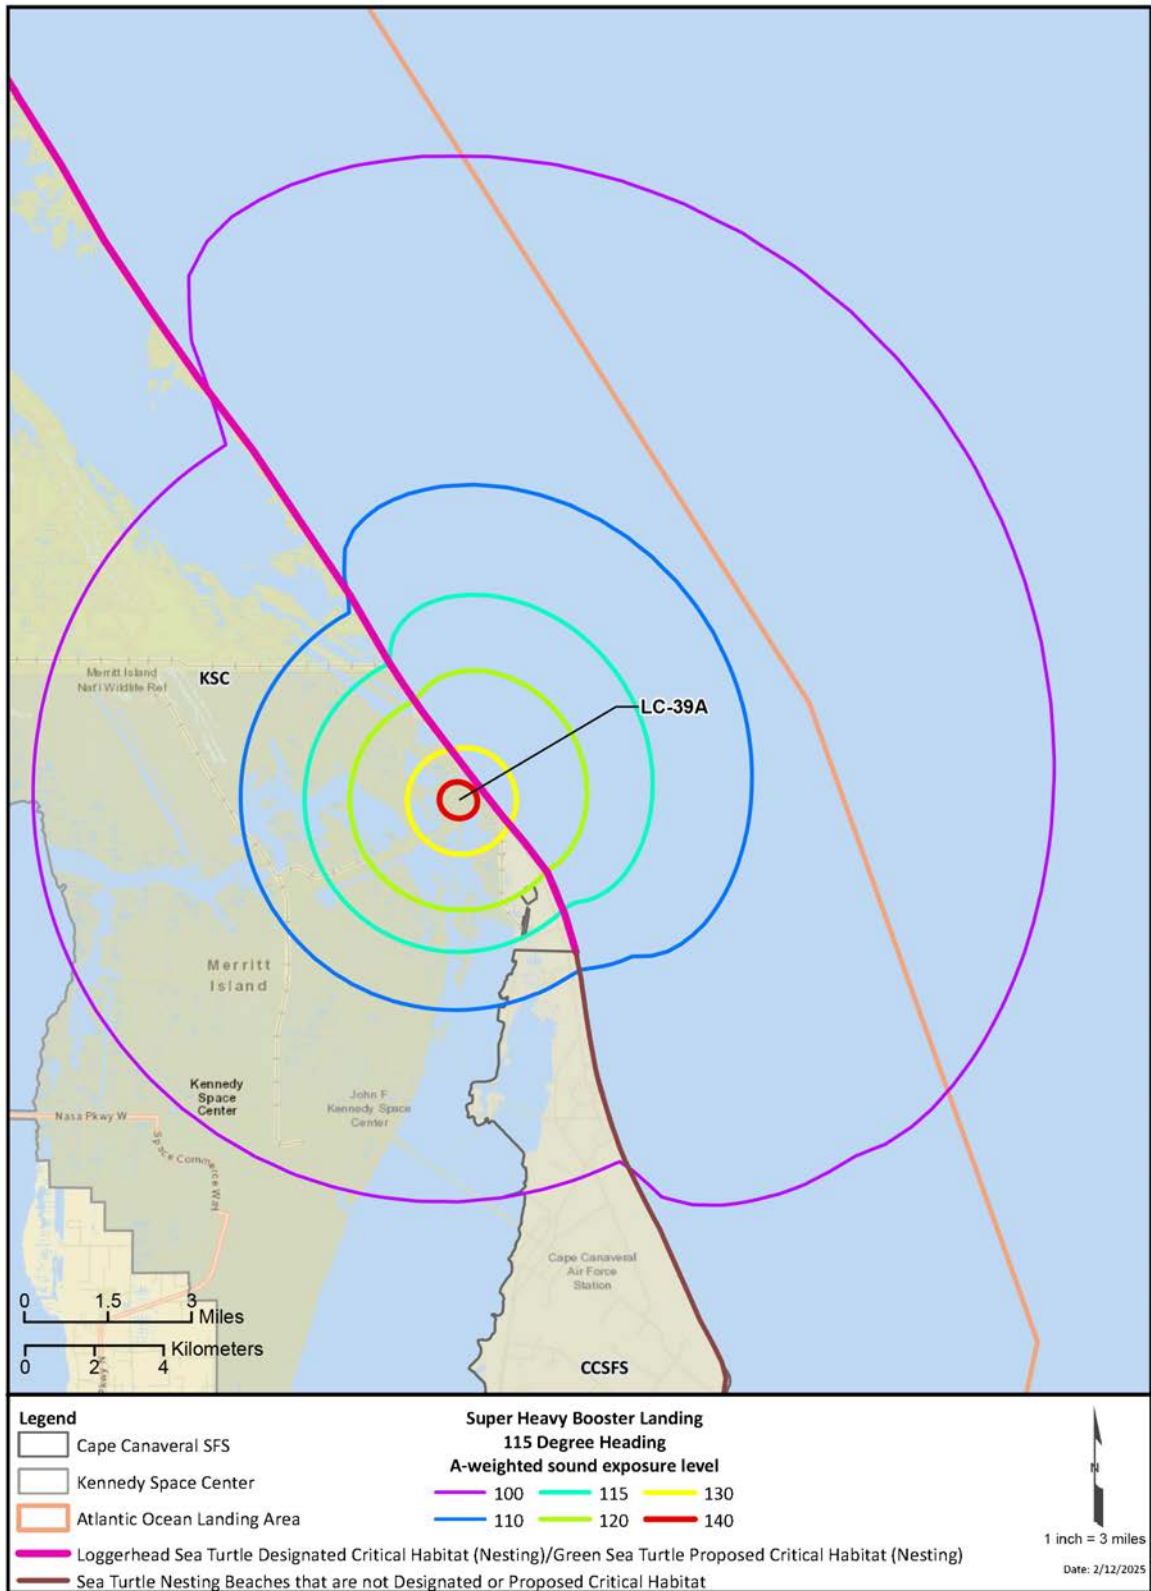 LC-39A
KSC
Merritt Island
Nat'l Wildlife Ref
Merritt
Island
Kennedy
Space
Center
John F
Kennedy Space
Center
Nasa Pkwy W
Space Commerce Way
Cape Canaveral
Air Force
Station
CCSFS
0 1.5 3
Miles
Kilometers
0 2 4
Pkwy N
Legend
Cape Canaveral SFS
Kennedy Space Center
Atlantic Ocean Landing Area
Loggerhead Sea Turtle Designated Critical Habitat (Nesting)/Green Sea Turtle Proposed Critical Habitat (Nesting)
Sea Turtle Nesting Beaches that are not Designated or Proposed Critical Habitat
Super Heavy Booster Landing
115 Degree Heading
A-weighted sound exposure level
100 115 130
110 120 140
N
1 inch = 3 miles
Date: 2/12/2025